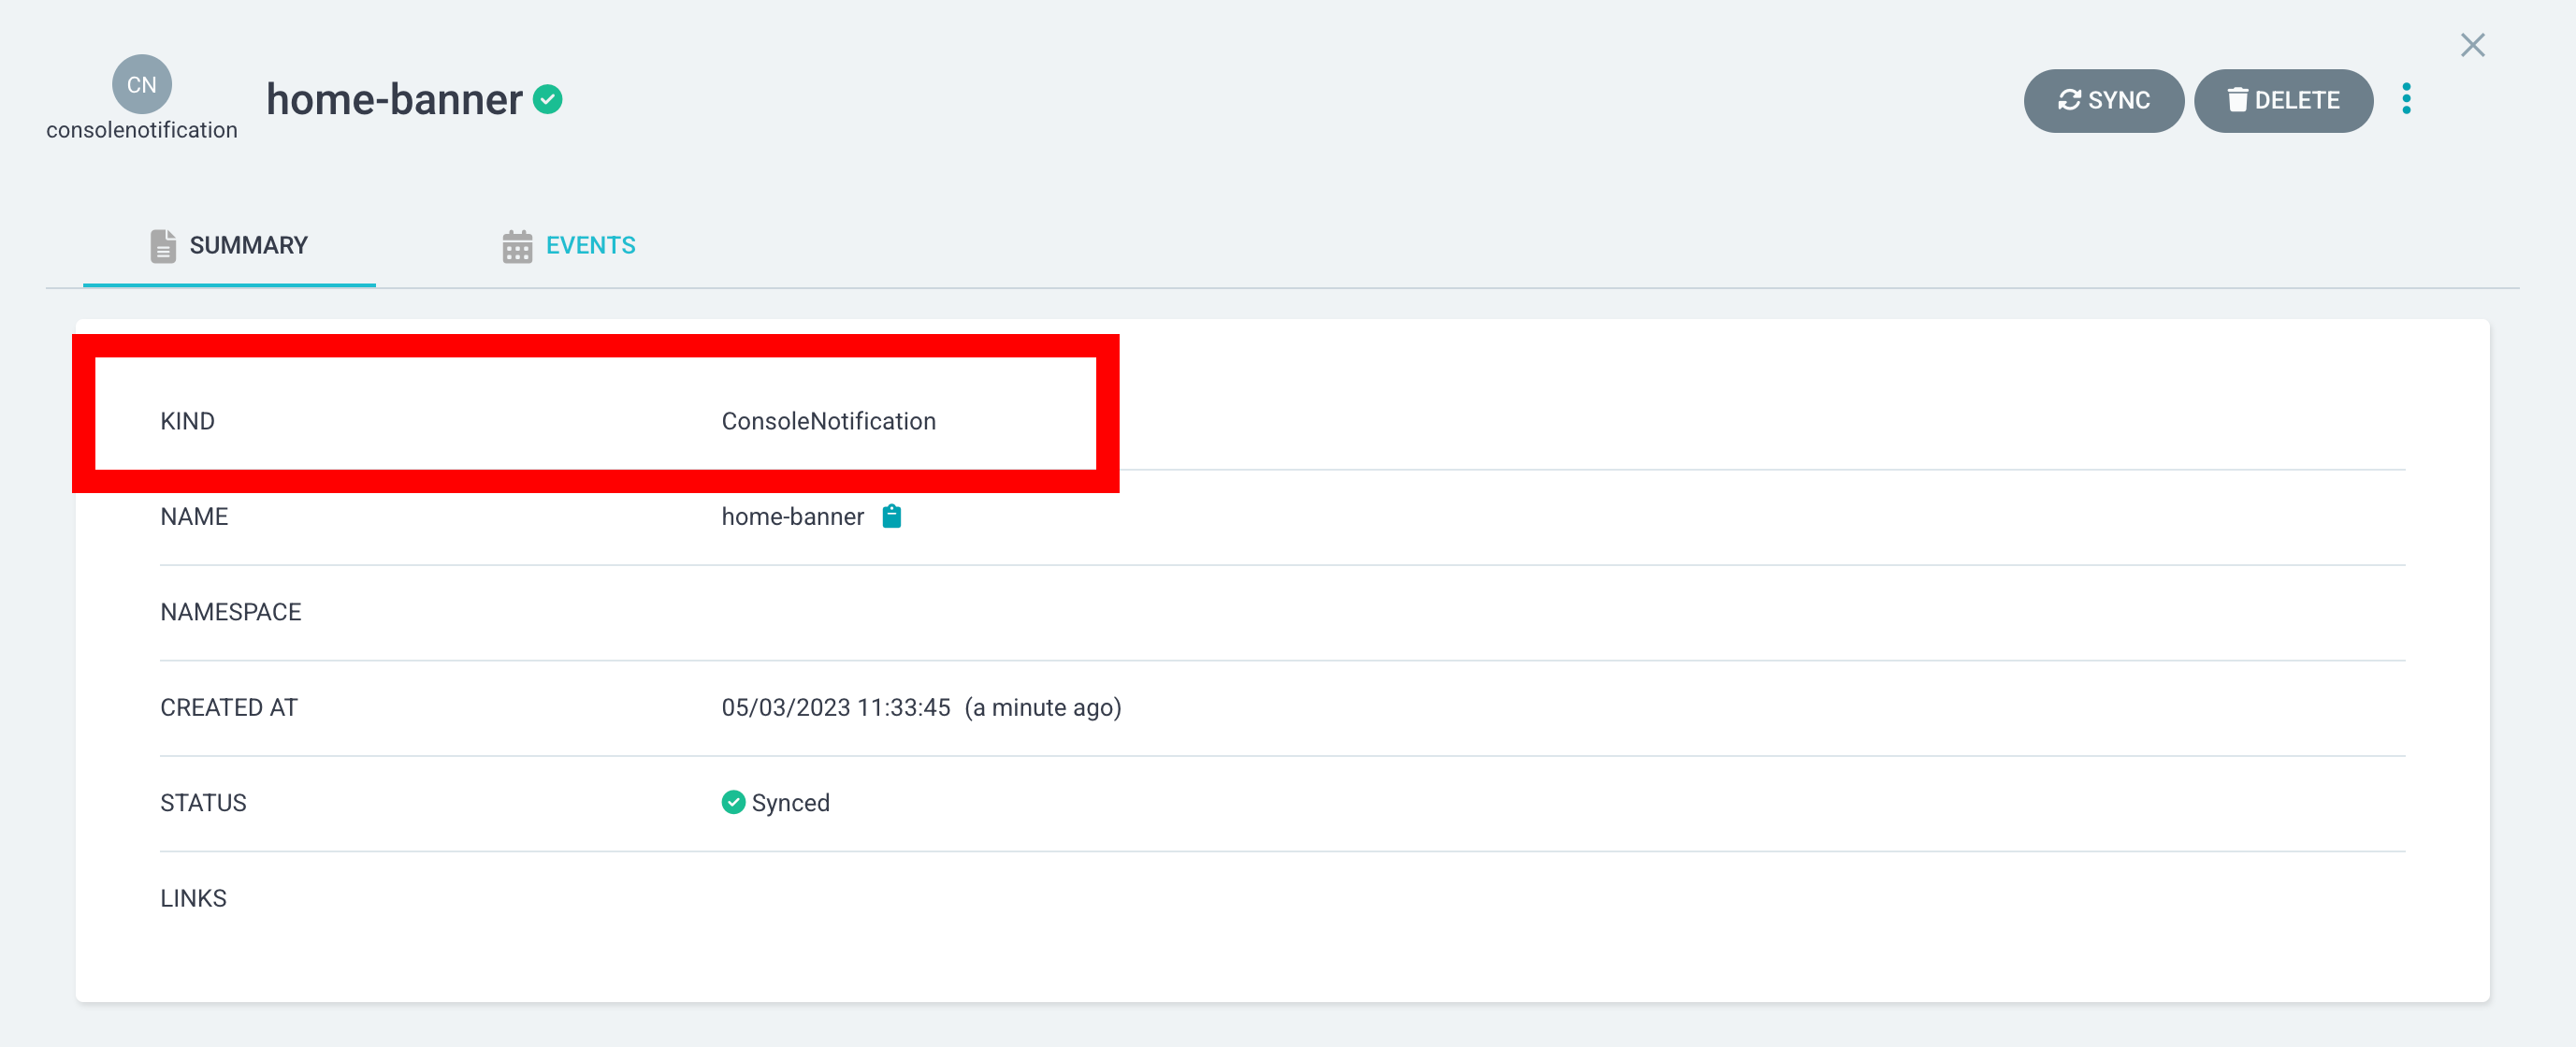 CN
consolenotification
home-banner
SYNC
DELETE
SUMMARY
EVENTS
KIND ConsoleNotification
NAME home-banner
NAMESPACE
CREATED AT 05/03/2023 11:33:45 (a minute ago)
STATUS Synced
LINKS